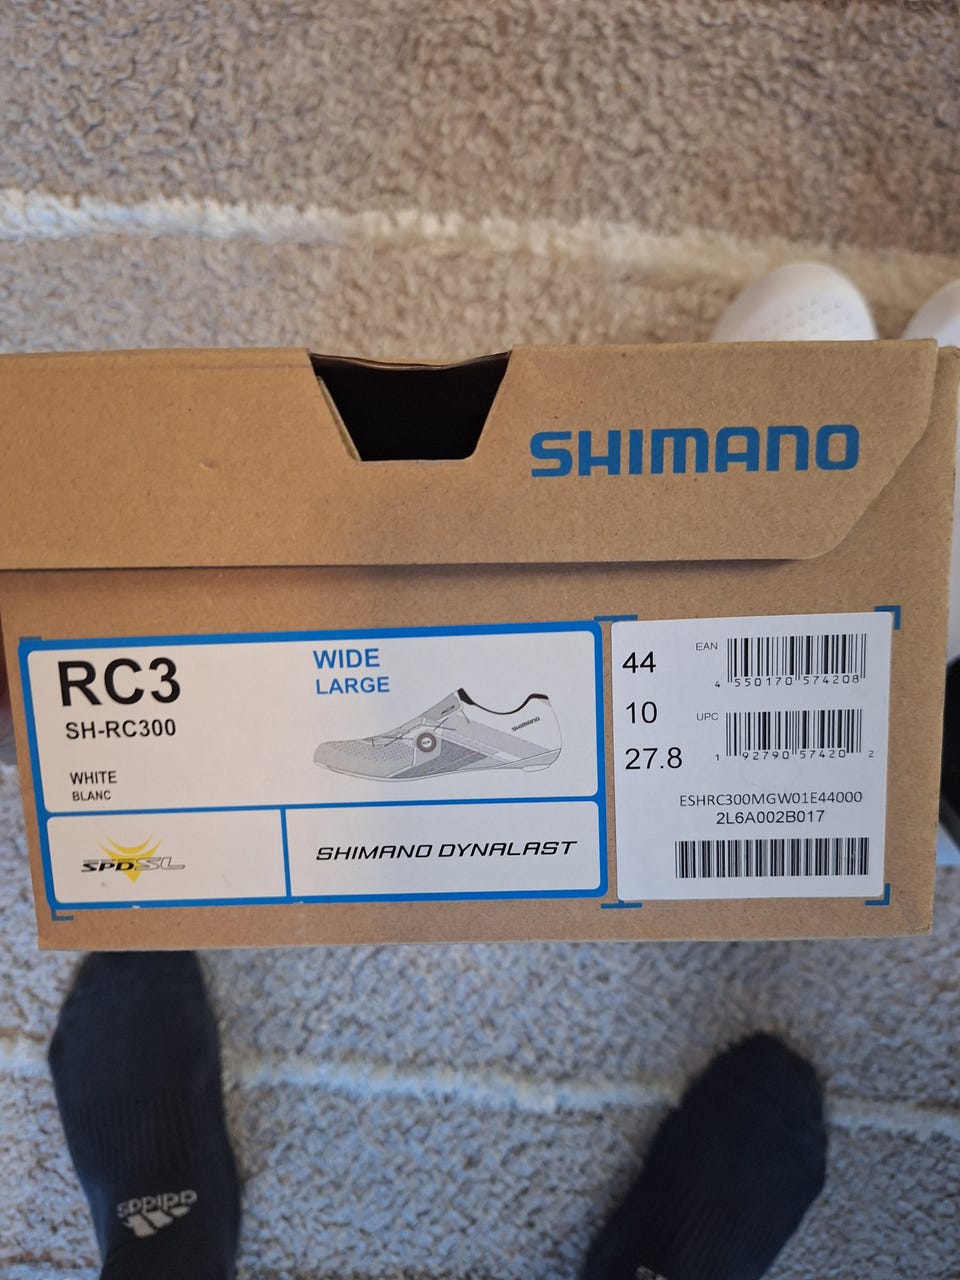 SHIMANO
RC3
SH-RC300
WHITE
BLANC
WIDE
LARGE
SHIMANO
SPD-SL
SHIMANO DYNALAST
44
10
27.8
EAN
4 550170 574208
UPC
1 92790 57420 2
ESHRC300MGW01E44000
2L6A002B017
adidas